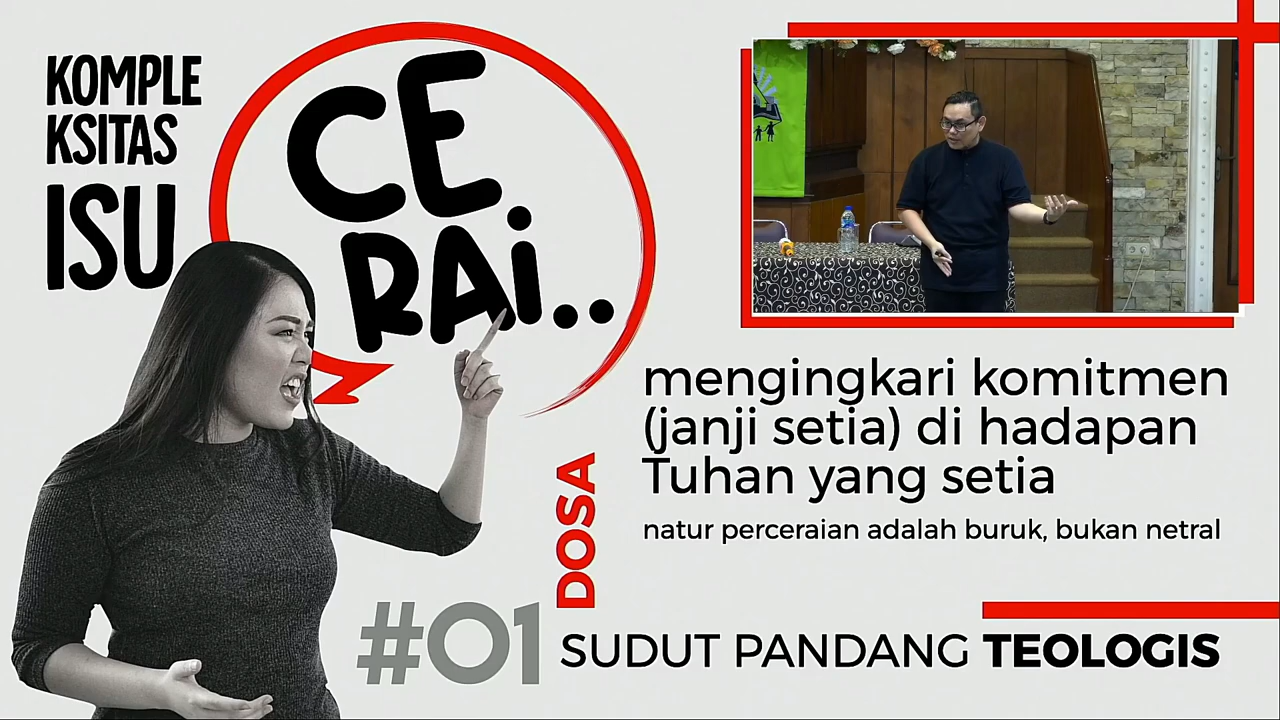 KOMPLE
KSITAS
ISU
CE
RAi..
mengingkari komitmen
(janji setia) di hadapan
Tuhan yang setia
natur perceraian adalah buruk, bukan netral
DOSA
#01
SUDUT PANDANG TEOLOGIS